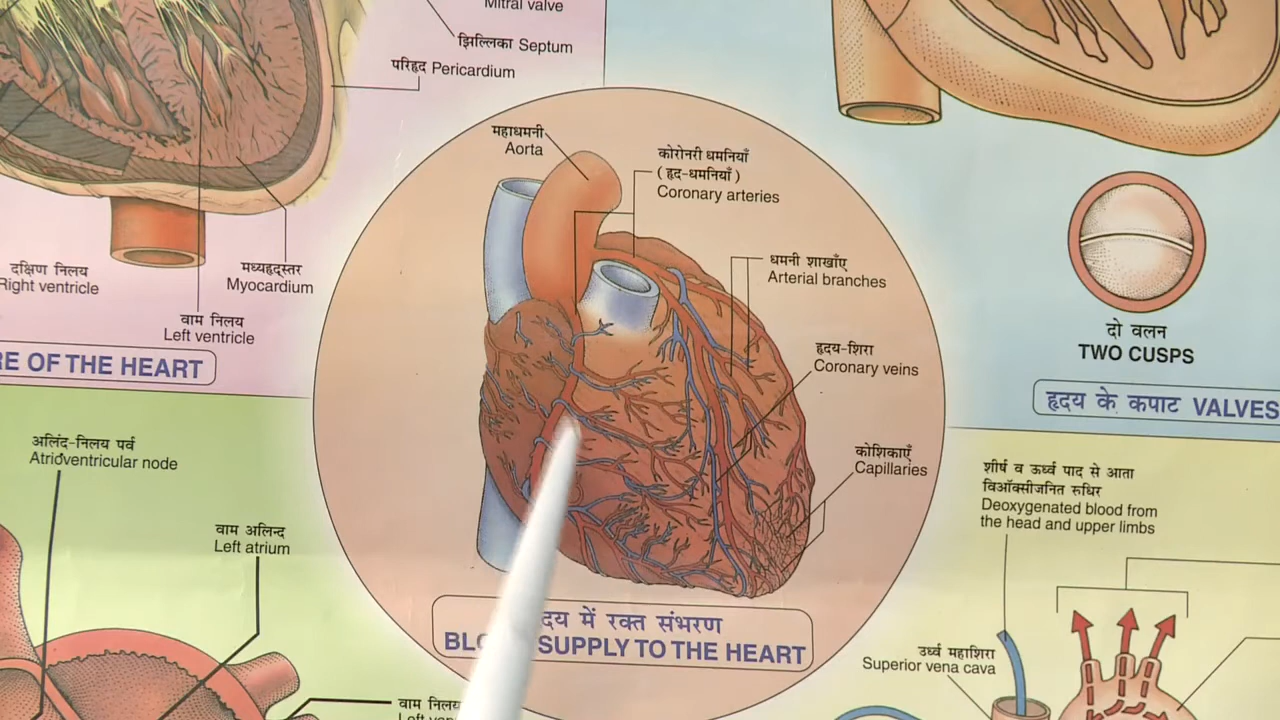 Mitral valve
झिल्लिका Septum
परिहृद Pericardium
दक्षिण निलय
Right ventricle
मध्यहृद्स्तर
Myocardium
वाम निलय
Left ventricle
RE OF THE HEART
महाधमनी
Aorta
कोरोनरी धमनियाँ
(हृद-धमनियाँ)
Coronary arteries
धमनी शाखाएँ
Arterial branches
हृदय-शिरा
Coronary veins
कोशिकाएँ
Capillaries
में रक्त संभरण
SUPPLY TO THE HEART
दो वलन
TWO CUSPS
हृदय के कपाट VALVES
अलिंद-निलय पर्व
Atrioventricular node
वाम अलिन्द
Left atrium
वाम निलय
Left
शीर्ष व ऊर्ध्व पाद से आता
विऑक्सीजनित रुधिर
Deoxygenated blood from
the head and upper limbs
उर्ध्व महाशिरा
Superior vena cava